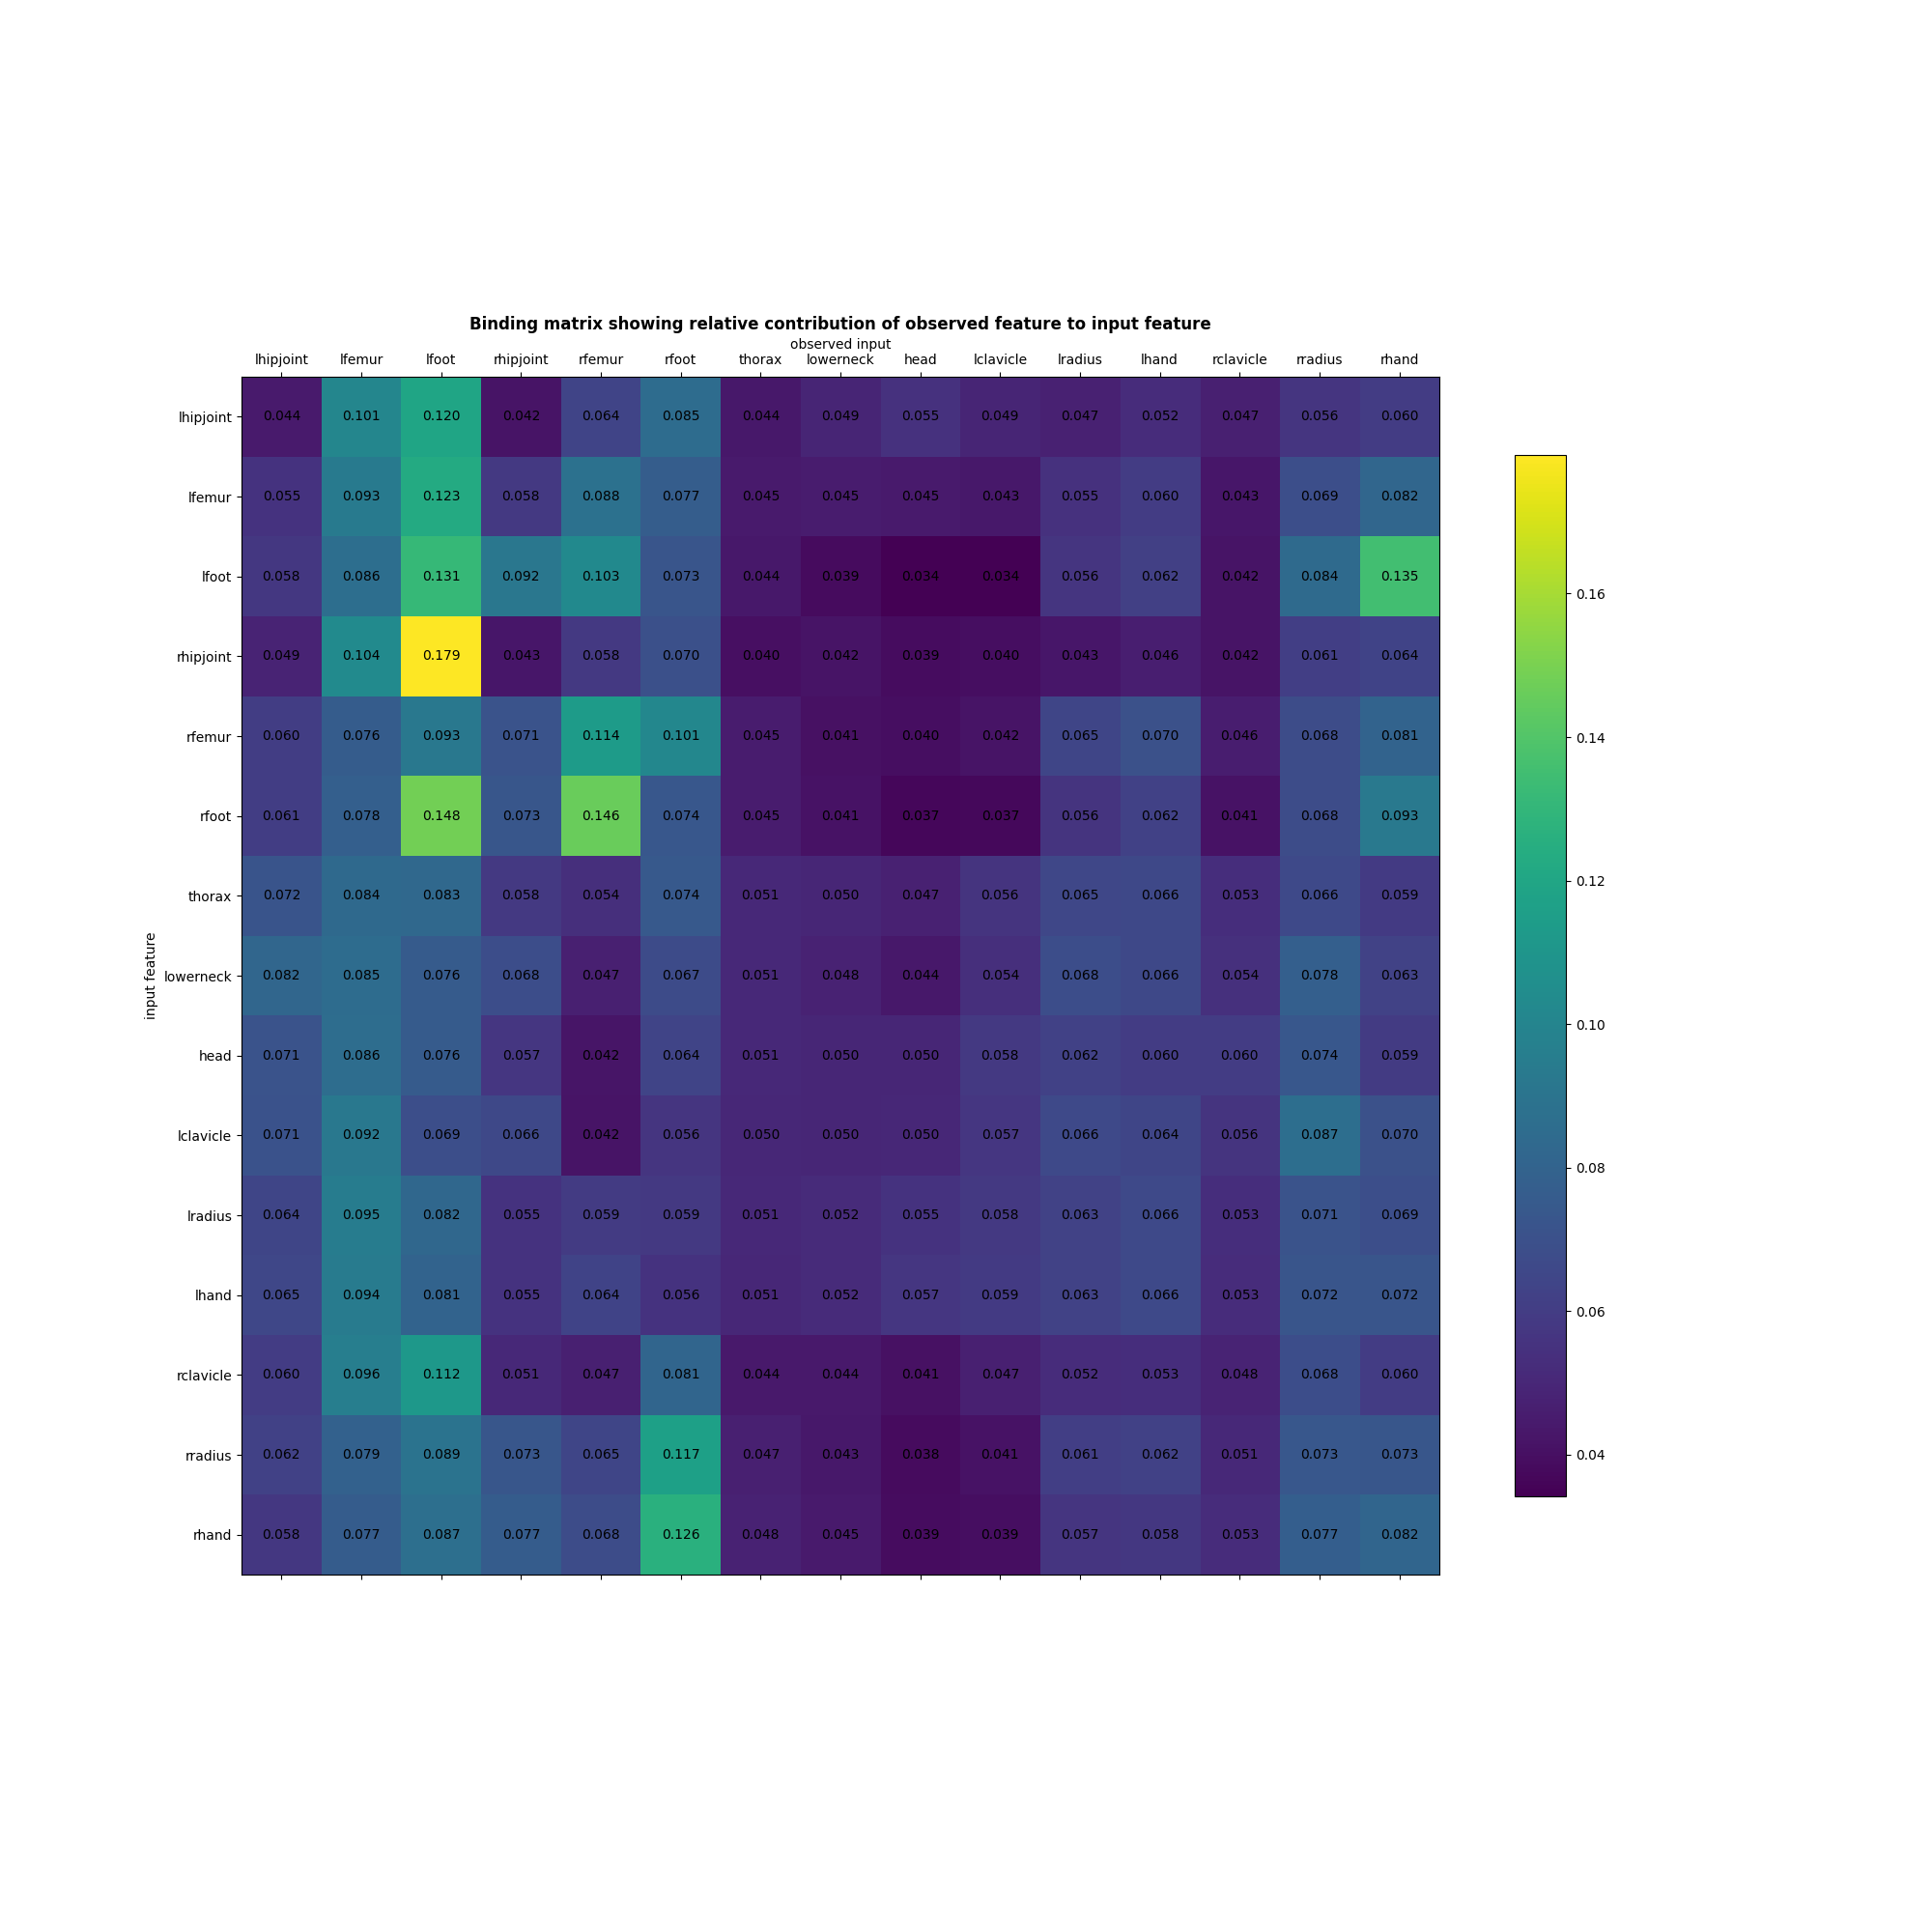 Binding matrix showing relative contribution of observed feature to input feature
observed input
lhipjoint lfemur lfoot rhipjoint rfemur rfoot thorax lowerneck head lclavicle lradius lhand rclavicle rradius rhand
lhipjoint 0.044 0.101 0.120 0.042 0.064 0.085 0.044 0.049 0.055 0.049 0.047 0.052 0.047 0.056 0.060
lfemur 0.055 0.093 0.123 0.058 0.088 0.077 0.045 0.045 0.045 0.043 0.055 0.060 0.043 0.069 0.082
lfoot 0.058 0.086 0.131 0.092 0.103 0.073 0.044 0.039 0.034 0.034 0.056 0.062 0.042 0.084 0.135
0.16
rhipjoint 0.049 0.104 0.179 0.043 0.058 0.070 0.040 0.042 0.039 0.040 0.043 0.046 0.042 0.061 0.064
rfemur 0.060 0.076 0.093 0.071 0.114 0.101 0.045 0.041 0.040 0.042 0.065 0.070 0.046 0.068 0.081
0.14
rfoot 0.061 0.078 0.148 0.073 0.146 0.074 0.045 0.041 0.037 0.037 0.056 0.062 0.041 0.068 0.093
0.12
thorax 0.072 0.084 0.083 0.058 0.054 0.074 0.051 0.050 0.047 0.056 0.065 0.066 0.053 0.066 0.059
input feature
lowerneck 0.082 0.085 0.076 0.068 0.047 0.067 0.051 0.048 0.044 0.054 0.068 0.066 0.054 0.078 0.063
0.10
head 0.071 0.086 0.076 0.057 0.042 0.064 0.051 0.050 0.050 0.058 0.062 0.060 0.060 0.074 0.059
lclavicle 0.071 0.092 0.069 0.066 0.042 0.056 0.050 0.050 0.050 0.057 0.066 0.064 0.056 0.087 0.070
0.08
lradius 0.064 0.095 0.082 0.055 0.059 0.059 0.051 0.052 0.055 0.058 0.063 0.066 0.053 0.071 0.069
lhand 0.065 0.094 0.081 0.055 0.064 0.056 0.051 0.052 0.057 0.059 0.063 0.066 0.053 0.072 0.072
0.06
rclavicle 0.060 0.096 0.112 0.051 0.047 0.081 0.044 0.044 0.041 0.047 0.052 0.053 0.048 0.068 0.060
rradius 0.062 0.079 0.089 0.073 0.065 0.117 0.047 0.043 0.038 0.041 0.061 0.062 0.051 0.073 0.073
0.04
rhand 0.058 0.077 0.087 0.077 0.068 0.126 0.048 0.045 0.039 0.039 0.057 0.058 0.053 0.077 0.082